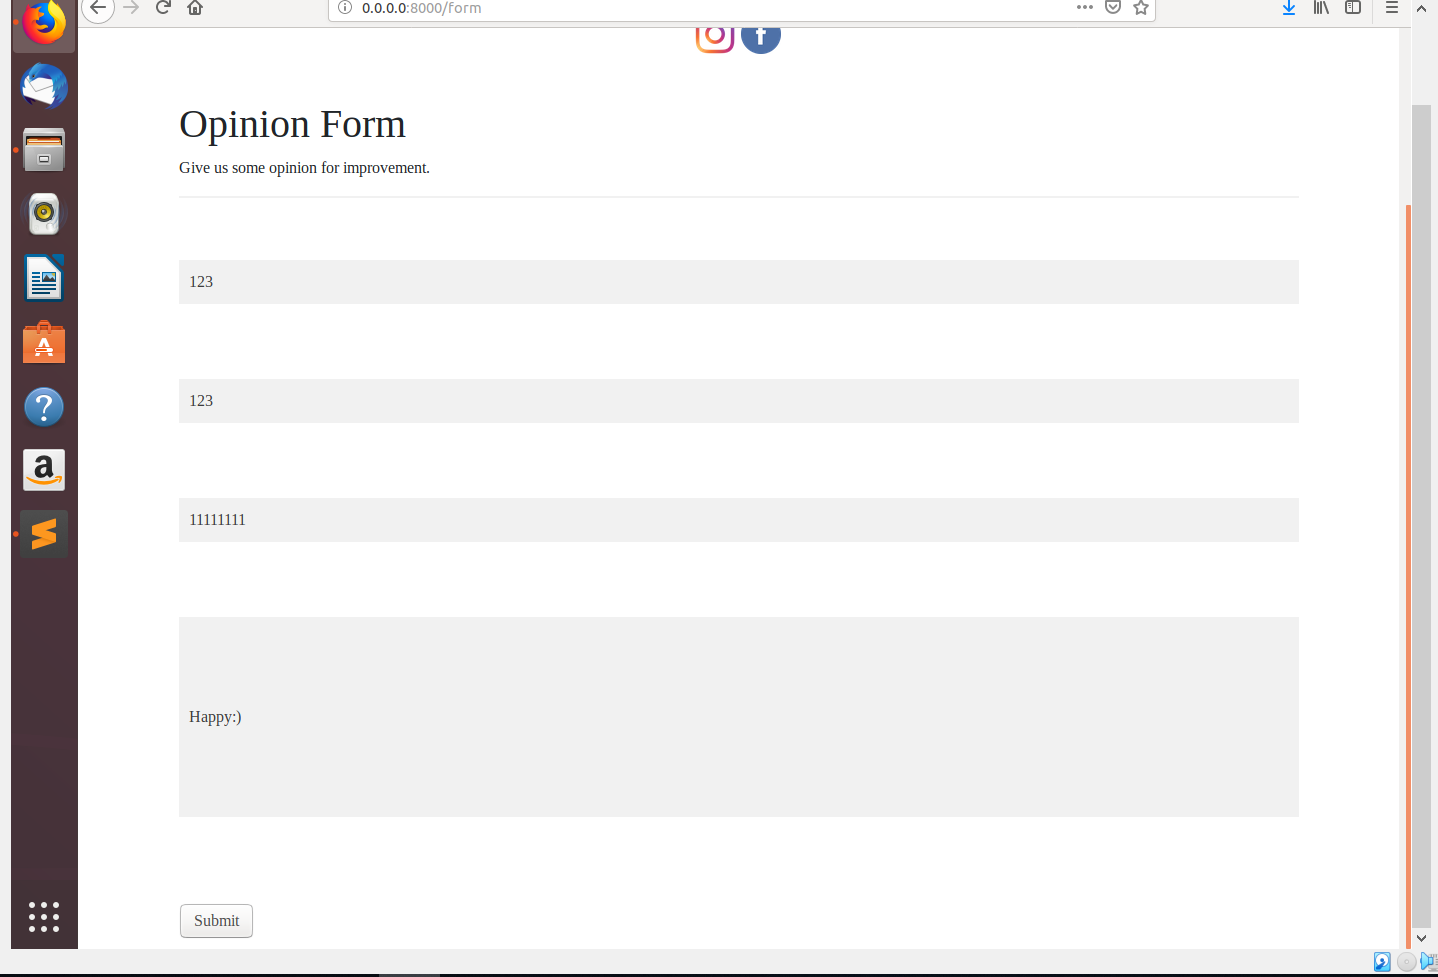 0.0.0.0:8000/form
Opinion Form
Give us some opinion for improvement.
123
123
11111111
Happy:)
Submit